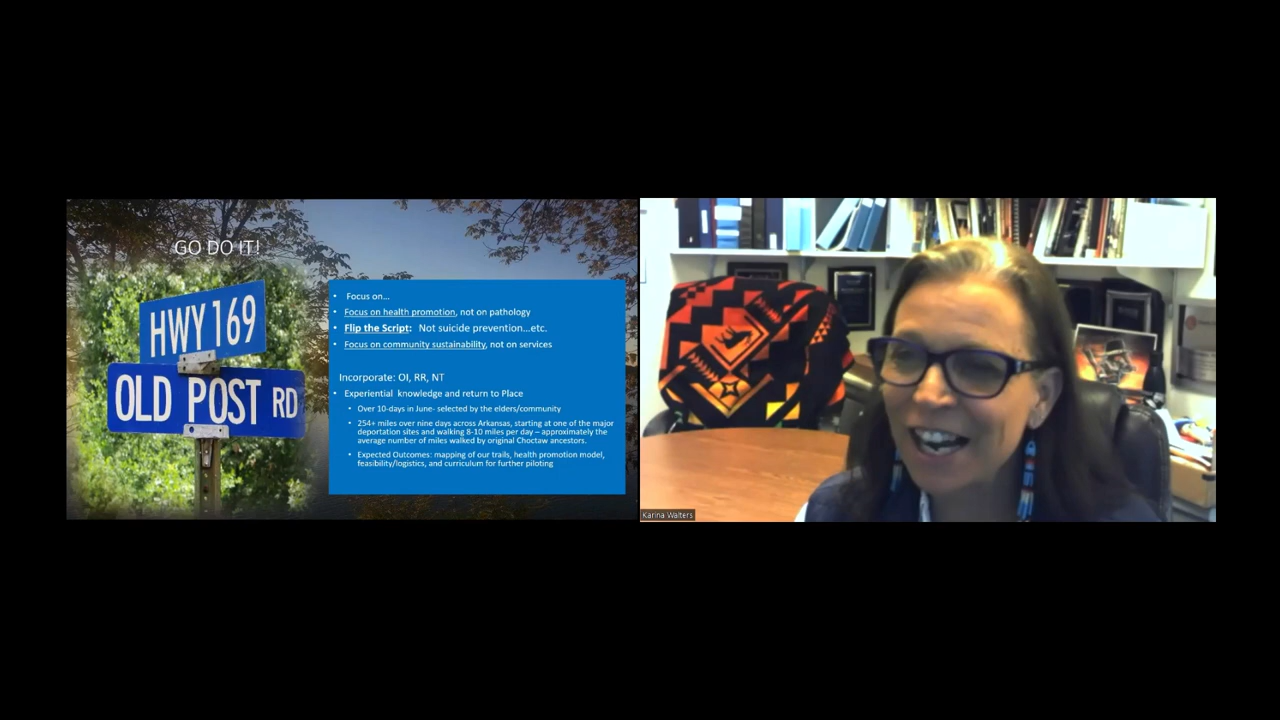 GO DO IT!
HWY 169
OLD POST RD
• Focus on...
• Focus on health promotion, not on pathology
• Flip the Script: Not suicide prevention...etc.
• Focus on community sustainability, not on services
Incorporate: OI, RR, NT
• Experiential knowledge and return to Place
• Over 10-days in June- selected by the elders/community
• 254+ miles over nine days across Arkansas, starting at one of the major
deportation sites and walking 8-10 miles per day – approximately the
average number of miles walked by original Choctaw ancestors.
• Expected Outcomes: mapping of our trails, health promotion model,
feasibility/logistics, and curriculum for further piloting
Karina Walters